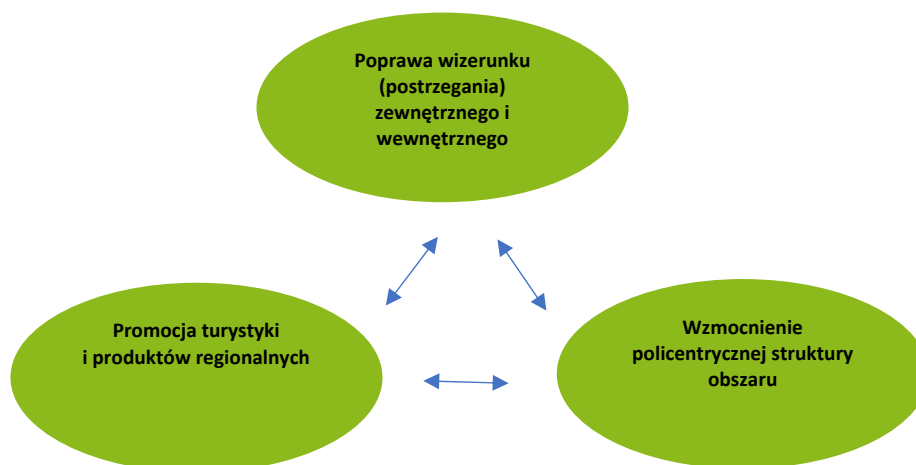 Poprawa wizerunku
(postrzegania)
zewnętrznego i
wewnętrznego
Promocja turystyki
i produktów regionalnych
Wzmocnienie
policentrycznej struktury
obszaru